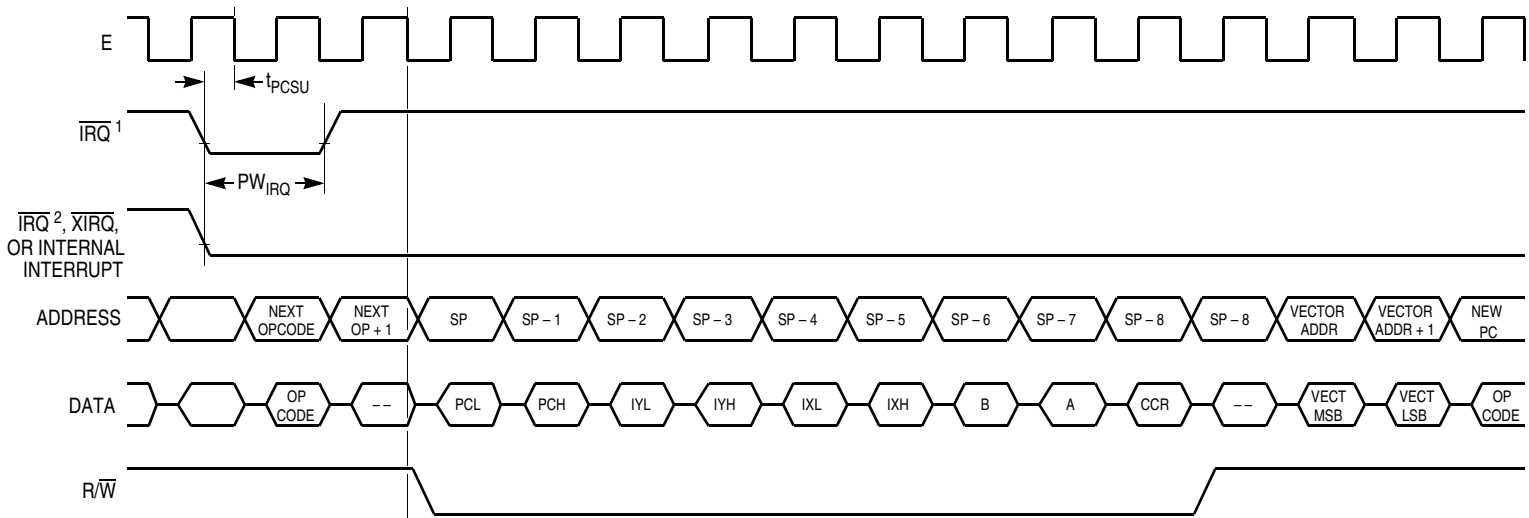 E
tPCSU
IRQ 1
PWIRQ
IRQ 2, XIRQ,
OR INTERNAL
INTERRUPT
ADDRESS
NEXT
OPCODE
NEXT
OP + 1
SP
SP – 1
SP – 2
SP – 3
SP – 4
SP – 5
SP – 6
SP – 7
SP – 8
SP – 8
VECTOR
ADDR
VECTOR
ADDR + 1
NEW
PC
DATA
OP
CODE
– –
PCL
PCH
IYL
IYH
IXL
IXH
B
A
CCR
– –
VECT
MSB
VECT
LSB
OP
CODE
R/W